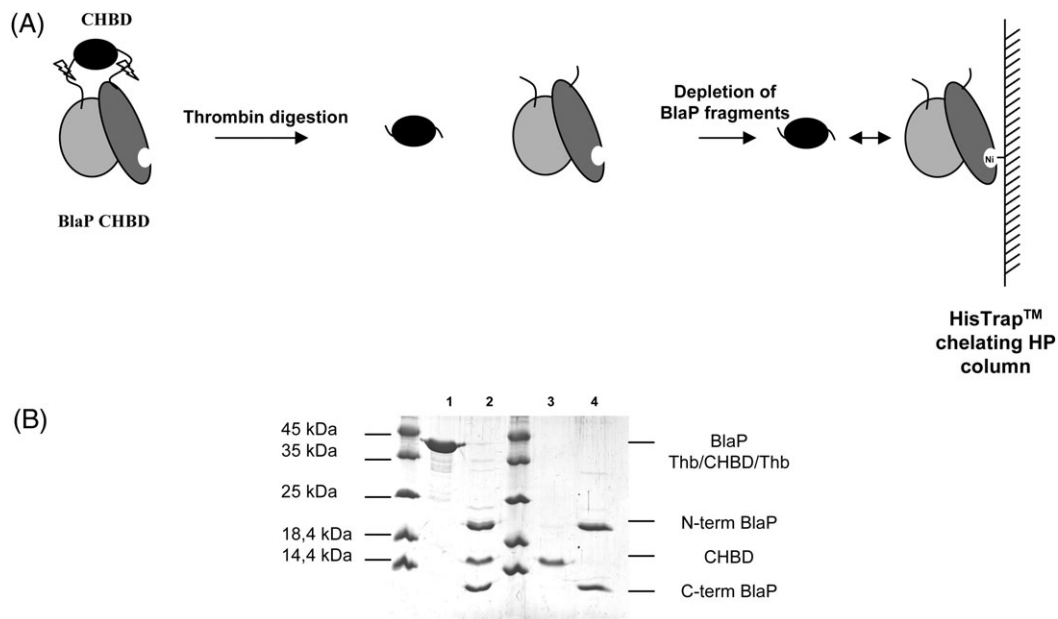 (A)
CHBD
Thrombin digestion
Depletion of
BlaP fragments
Ni
BlaP CHBD
HisTrap™
chelating HP
column
(B)
1 2 3 4
45 kDa
35 kDa
25 kDa
18,4 kDa
14,4 kDa
BlaP
Thb/CHBD/Thb
N-term BlaP
CHBD
C-term BlaP